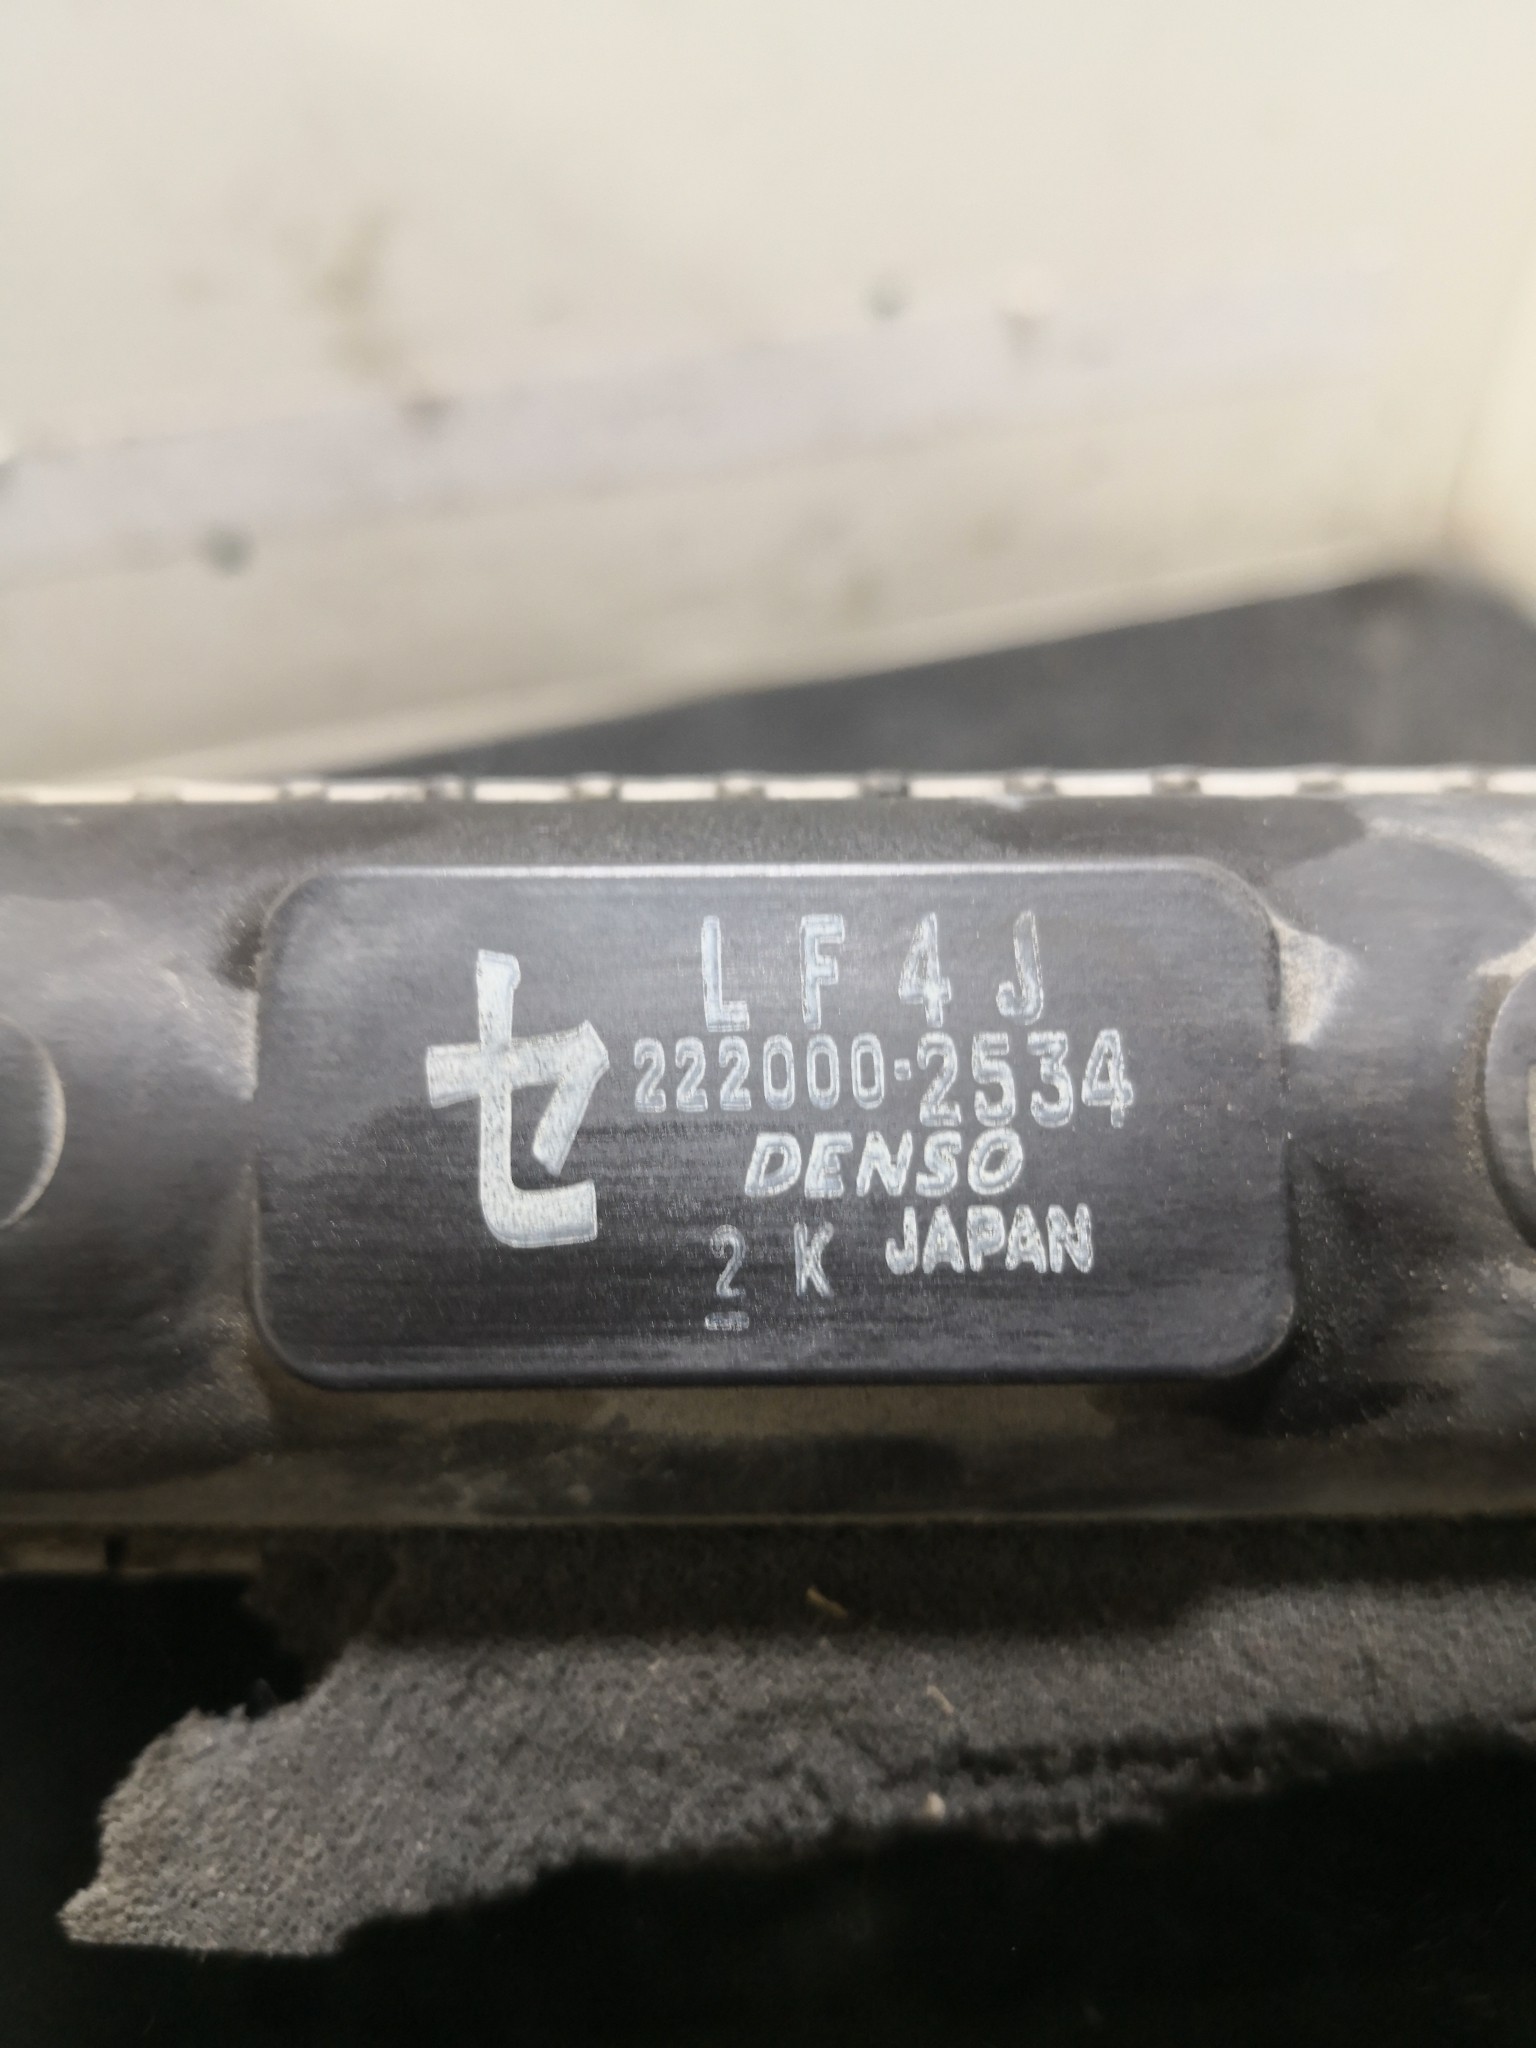 セ
LF4J
222000-2534
DENSO
JAPAN
2 K